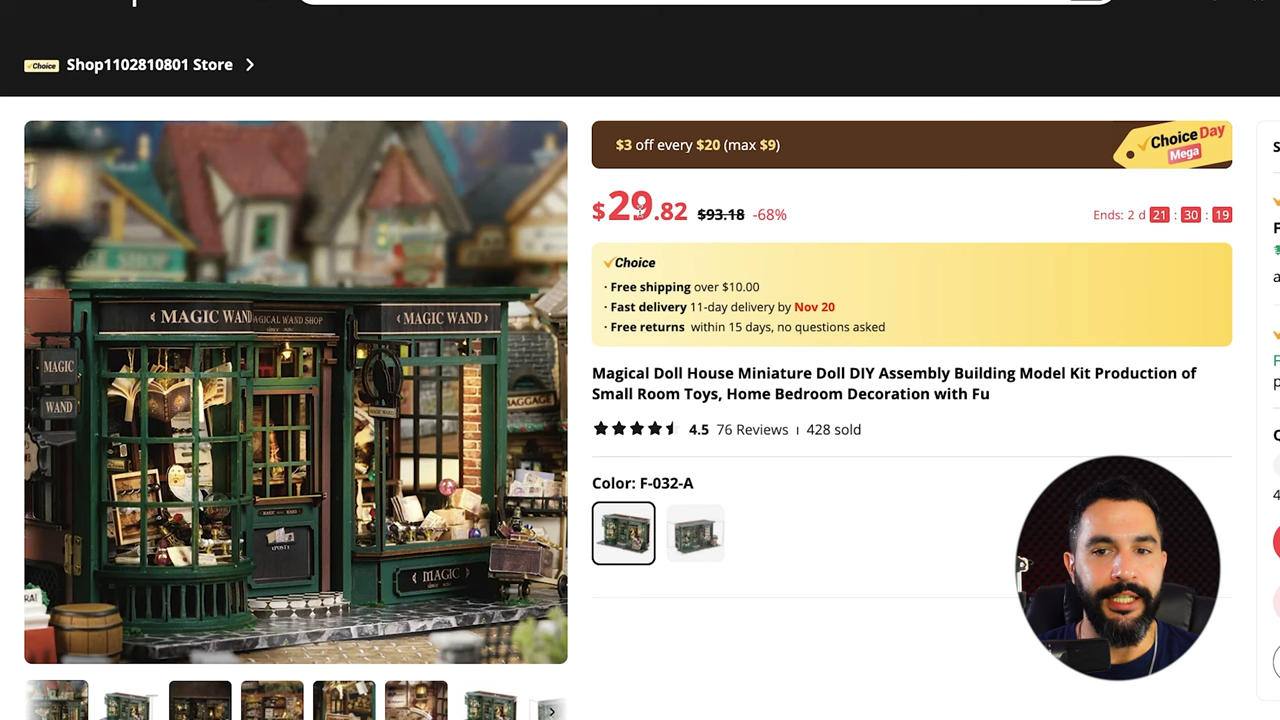 Choice Shop1102810801 Store
$3 off every $20 (max $9)
Choice Day
Mega
$29.82 $93.18 -68%
Ends: 2 d 21 : 30 : 19
Choice
· Free shipping over $10.00
· Fast delivery 11-day delivery by Nov 20
· Free returns within 15 days, no questions asked
Magical Doll House Miniature Doll DIY Assembly Building Model Kit Production of
Small Room Toys, Home Bedroom Decoration with Fu
4.5 76 Reviews 428 sold
Color: F-032-A
MAGIC WAND
MAGICAL WAND SHOP
MAGIC WAND
MAGIC
WAND
MAGIC